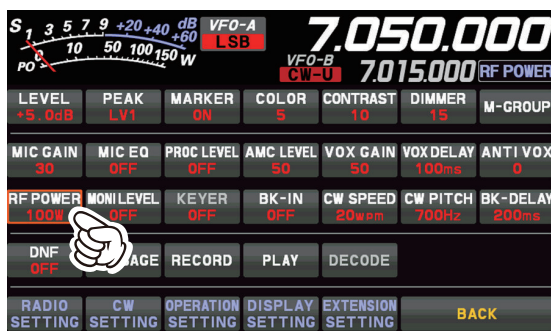 S 1 3 5 7 9 +20 +40 +60 dB
PO 0 10 50 100 150 W
VFO-A
LSB
7.050.000
VFO-B
CW-U
7.015.000
RF POWER
LEVEL PEAK MARKER COLOR CONTRAST DIMMER M-GROUP
+5.0dB LV1 ON 5 10 15
MIC GAIN MIC EQ PROC LEVEL AMC LEVEL VOX GAIN VOX DELAY ANTI VOX
30 OFF OFF 50 50 100ms 0
RF POWER MONI LEVEL KEYER BK-IN CW SPEED CW PITCH BK-DELAY
100W OFF OFF OFF 20wpm 700Hz 200ms
DNF AGE RECORD PLAY DECODE
OFF
RADIO CW OPERATION DISPLAY EXTENSION BACK
SETTING SETTING SETTING SETTING SETTING